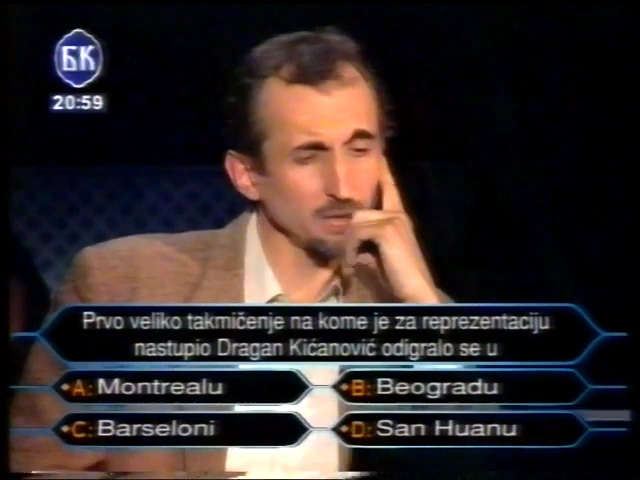 БК
20:59
Prvo veliko takmičenje na kome je za reprezentaciju
nastupio Dragan Kićanović odigralo se u
A: Montrealu
B: Beogradu
C: Barseloni
D: San Huanu